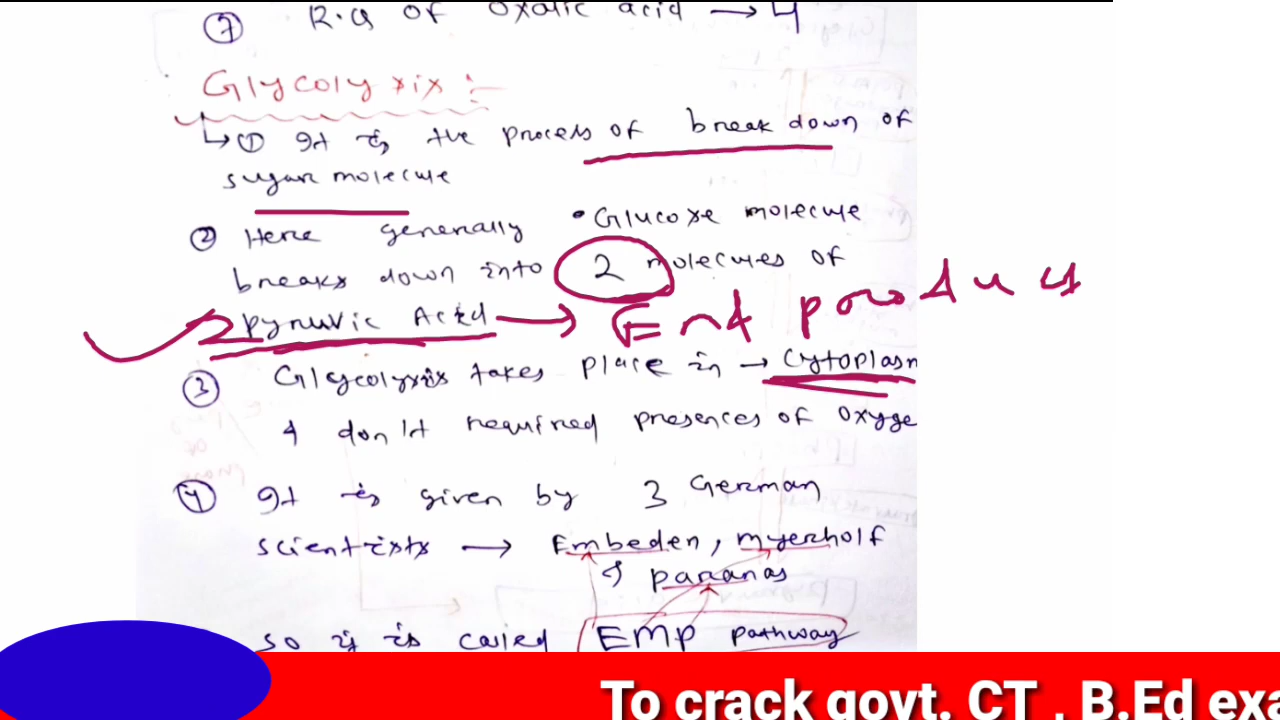 ⑦ R.Q of Oxalic acid → 4
Glycolysis :-
↳ ① It is the process of break down of
sugar molecule
② Here generally • Glucose molecule
breaks down into 2 molecules of
Pyruvic Acid → End product
③ Glycolysis takes place in → Cytoplasm
& don't required presences of oxyge
④ It is given by 3 German
scientists → Embeden, myerholf
& paranas
so it is called EMP pathway
To crack govt. CT , B.Ed exa